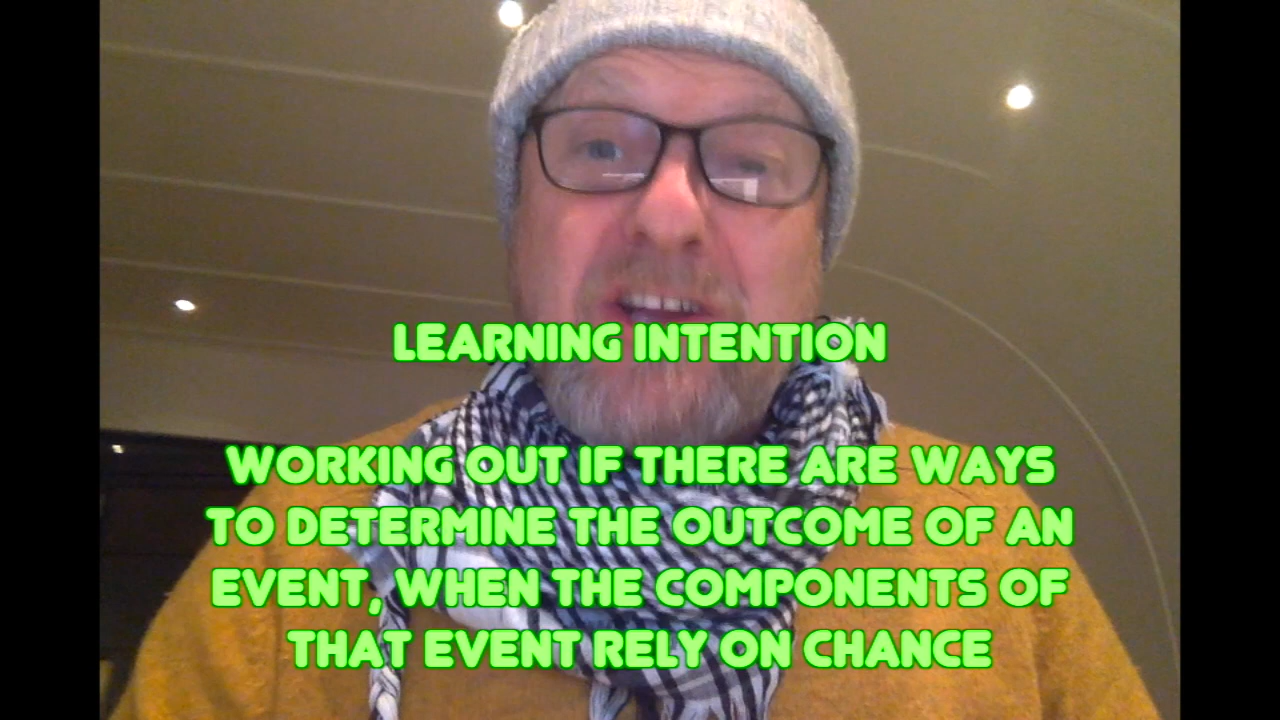 LEARNING INTENTION
WORKING OUT IF THERE ARE WAYS
TO DETERMINE THE OUTCOME OF AN
EVENT, WHEN THE COMPONENTS OF
THAT EVENT RELY ON CHANCE